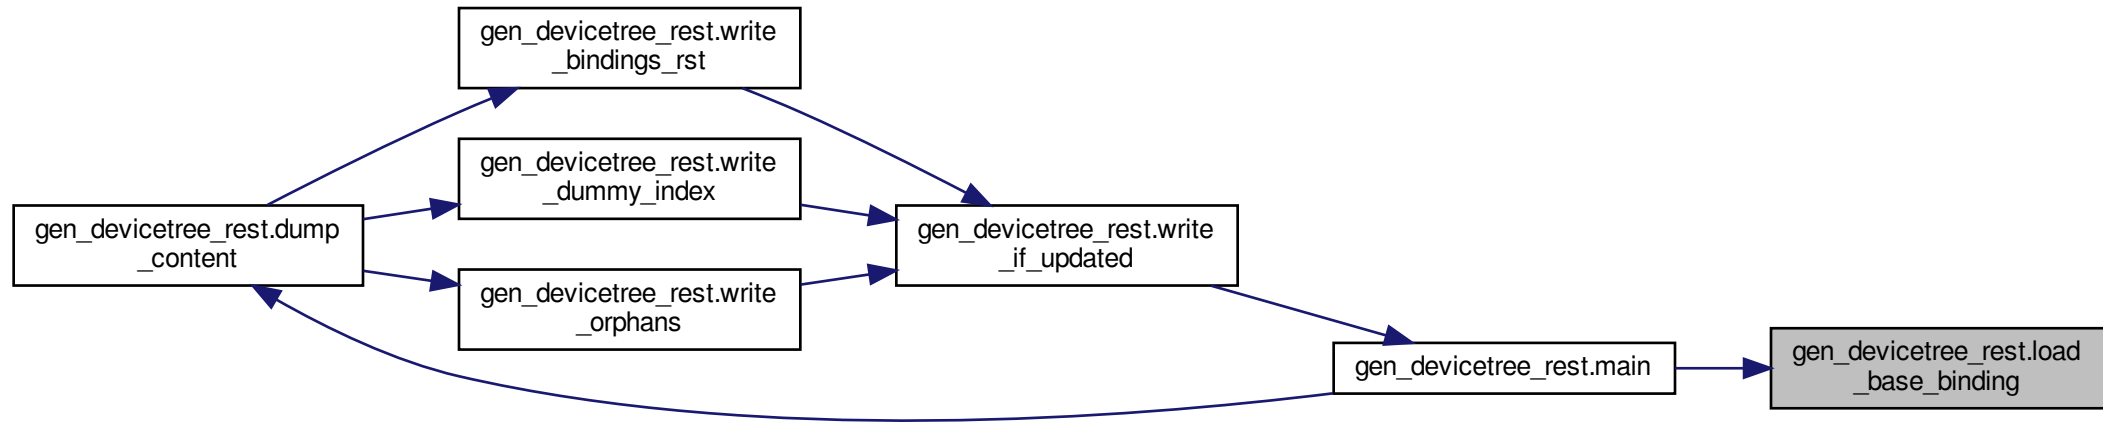 gen_devicetree_rest.write
_bindings_rst
gen_devicetree_rest.write
_dummy_index
gen_devicetree_rest.dump
_content
gen_devicetree_rest.write
_if_updated
gen_devicetree_rest.write
_orphans
gen_devicetree_rest.main
gen_devicetree_rest.load
_base_binding